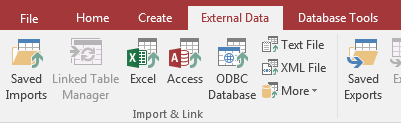 File Home Create External Data Database Tools
Saved Imports
Linked Table Manager
Excel
Access
ODBC Database
Text File
XML File
More
Saved Exports
Import & Link